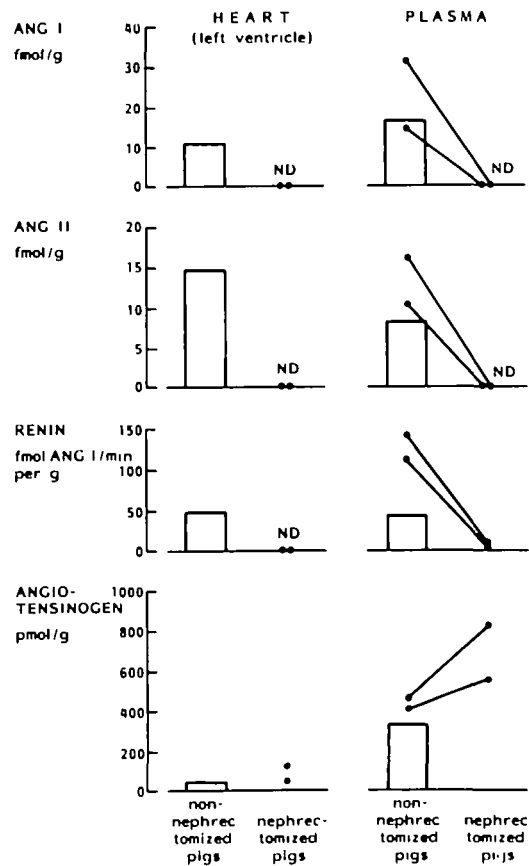 HEART
(left ventricle)
PLASMA
ANG I
fmol/g
40
30
20
10
0
ND
ND
ANG II
fmol/g
20
15
10
5
0
ND
ND
RENIN
fmol ANG I/min
per g
150
100
50
0
ND
ANGIO-
TENSINOGEN
pmol/g
1000
800
600
400
200
0
non-
nephrec
tomized
pigs
nephrec-
tomized
pigs
non-
nephrec
tomized
pigs
nephrec
tomized